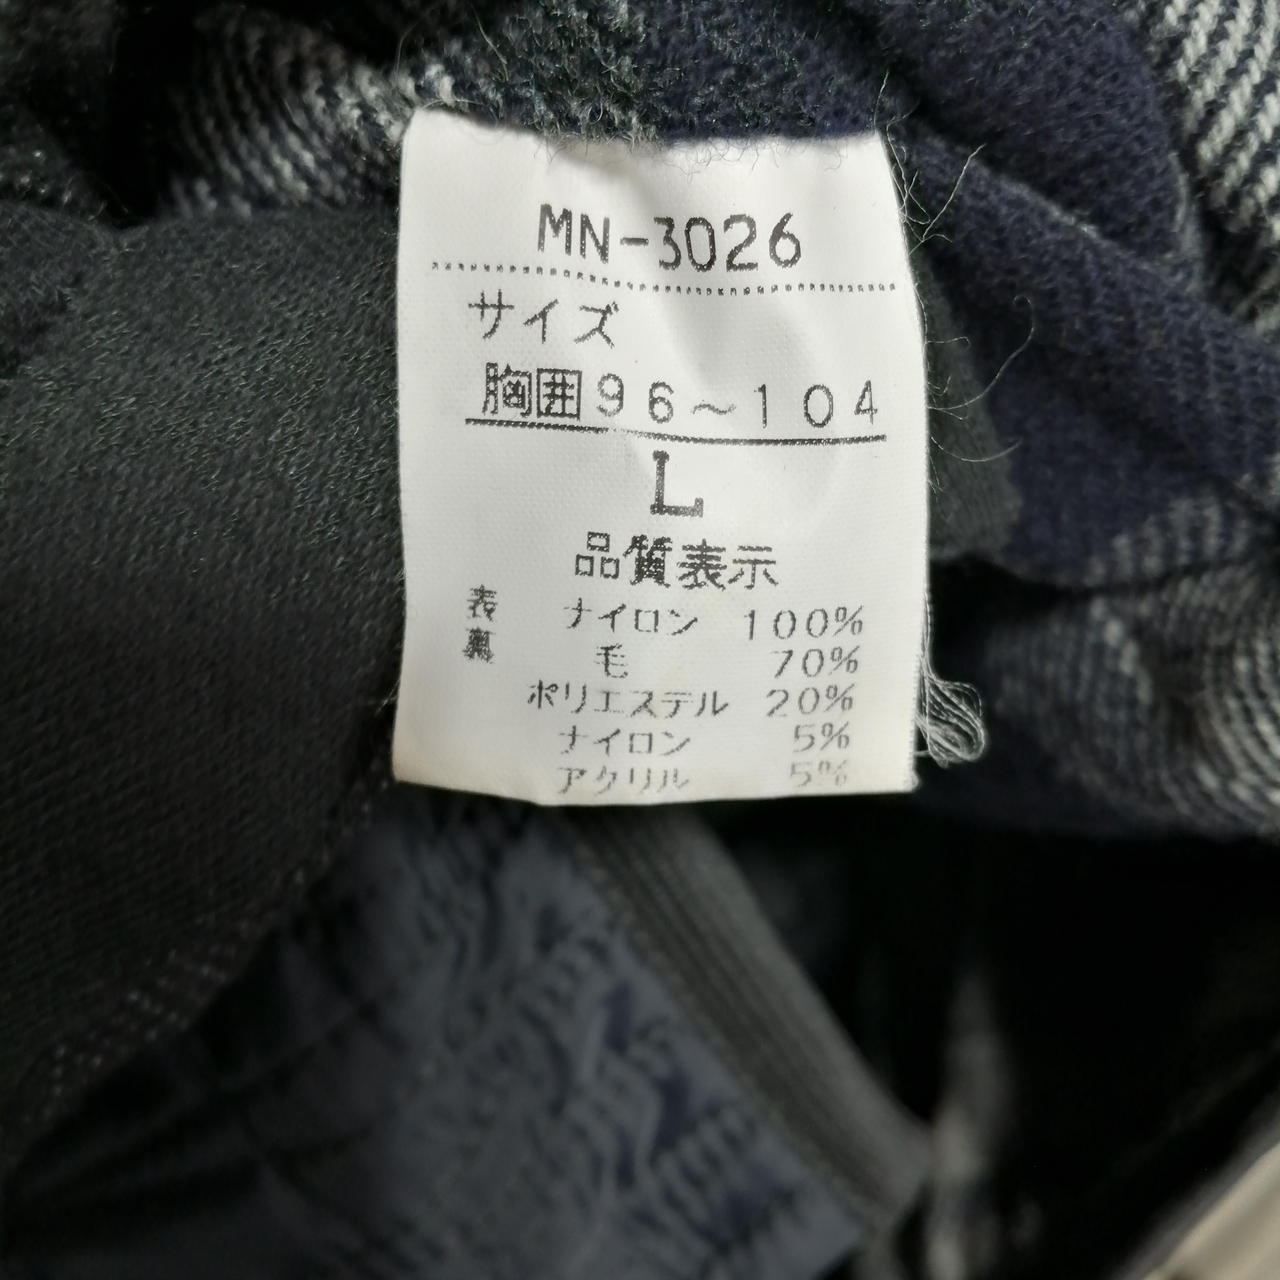 MN-3026
サイズ
胸囲96～104
L
品質表示
表 ナイロン 100%
裏 毛 70%
ポリエステル 20%
ナイロン 5%
アクリル 5%